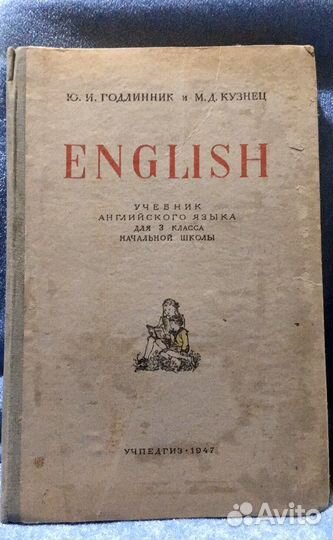 Ю. И. ГОДЛИННИК и М. Д. КУЗНЕЦ
ENGLISH
УЧЕБНИК
АНГЛИЙСКОГО ЯЗЫКА
ДЛЯ 3 КЛАССА
НАЧАЛЬНОЙ ШКОЛЫ
УЧПЕДГИЗ • 1947
Avito